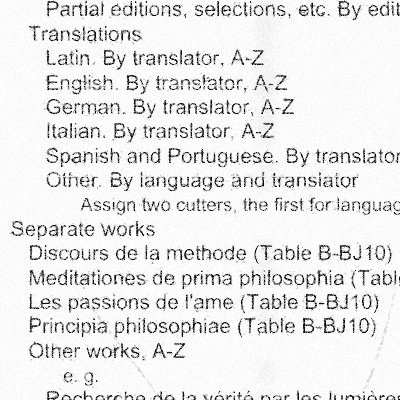 Partial editions, selections, etc. By edit
Translations
Latin. By translator, A-Z
English. By translator, A-Z
German. By translator, A-Z
Italian. By translator, A-Z
Spanish and Portuguese. By translator
Other. By language and translator
Assign two cutters, the first for languag
Separate works
Discours de la methode (Table B-BJ10)
Meditationes de prima philosophia (Tabl
Les passions de l'ame (Table B-BJ10)
Principia philosophiae (Table B-BJ10)
Other works, A-Z
e. g.
Recherche de la vérité par les lumières